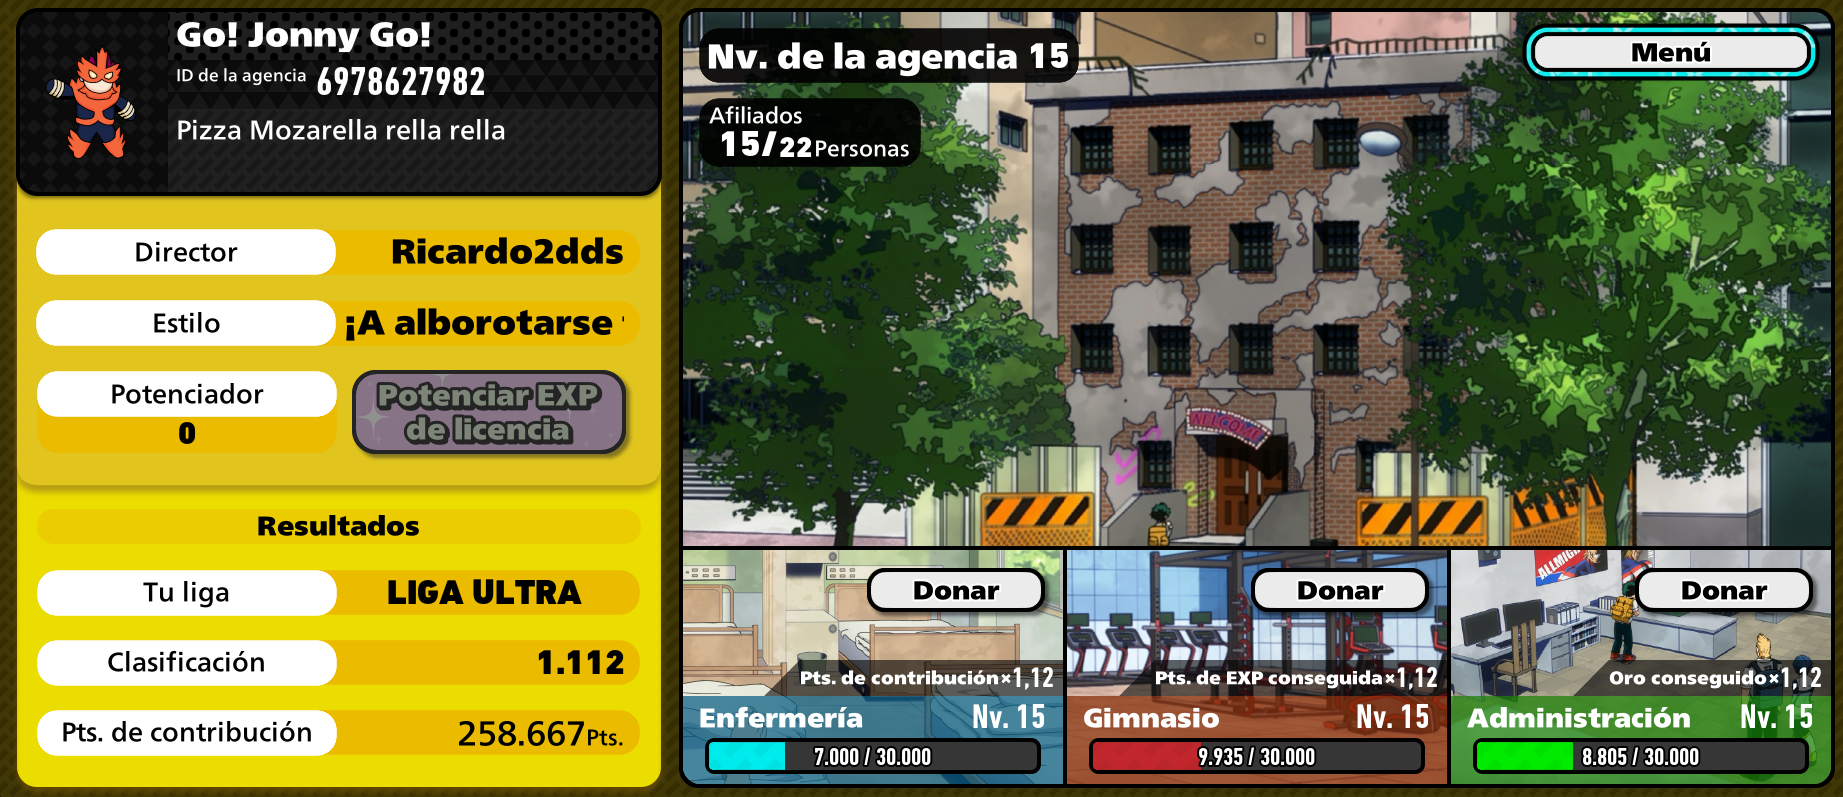 Go! Jonny Go!
ID de la agencia 6978627982
Pizza Mozarella rella rella
Director Ricardo2dds
Estilo ¡A alborotarse
Potenciador
0
Potenciar EXP
de licencia
Resultados
Tu liga LIGA ULTRA
Clasificación 1.112
Pts. de contribución 258.667Pts.
Nv. de la agencia 15
Menú
Afiliados
15/22Personas
WELCOME
Donar
Pts. de contribución×1,12
Enfermería Nv. 15
7.000 / 30.000
Donar
Pts. de EXP conseguida×1,12
Gimnasio Nv. 15
9.935 / 30.000
ALLMIGHT
Donar
Oro conseguido×1,12
Administración Nv. 15
8.805 / 30.000